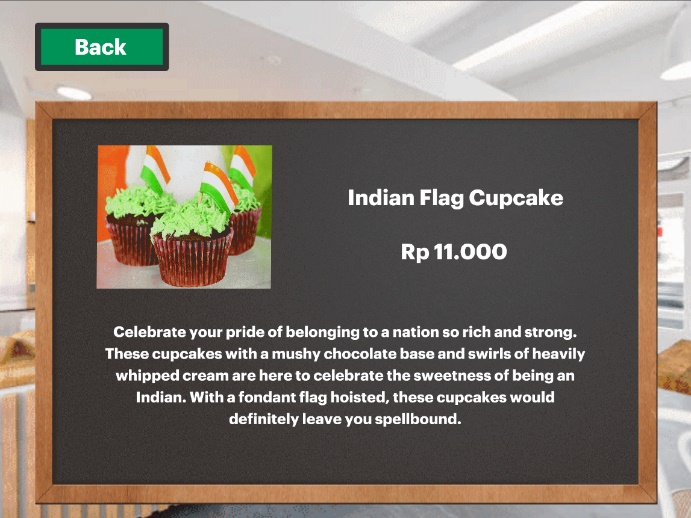 Back
Indian Flag Cupcake
Rp 11.000
Celebrate your pride of belonging to a nation so rich and strong.
These cupcakes with a mushy chocolate base and swirls of heavily
whipped cream are here to celebrate the sweetness of being an
Indian. With a fondant flag hoisted, these cupcakes would
definitely leave you spellbound.